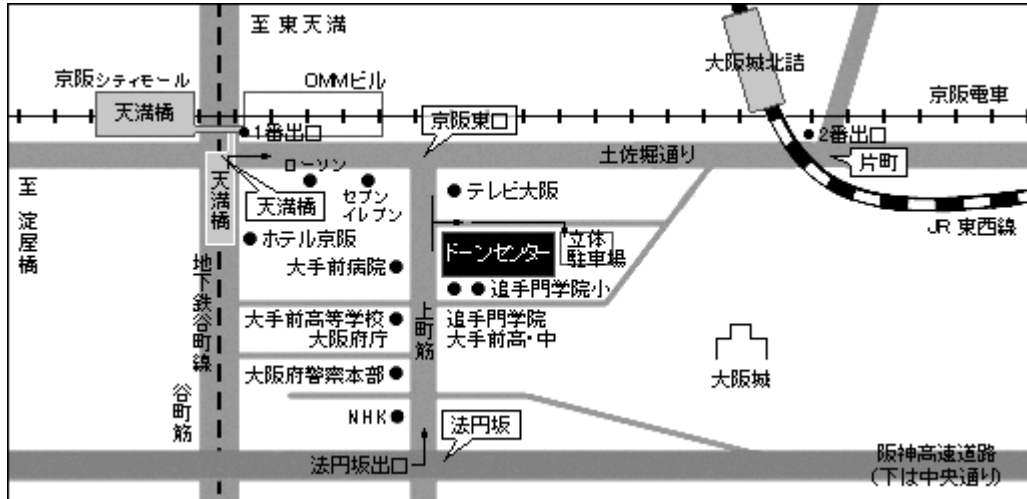 至 東天満
大阪城北詰
京阪シティモール
OMMビル
京阪電車
天満橋
1番出口
京阪東口
2番出口
土佐堀通り
片町
ローソン
セブン
イレブン
天満橋
天満橋
テレビ大阪
至 淀屋橋
ホテル京阪
ドーンセンター
立体
駐車場
JR 東西線
大手前病院
追手門学院小
地下鉄谷町線
大手前高等学校
大阪府庁
上町筋
追手門学院
大手前高・中
大阪城
大阪府警察本部
谷町筋
NHK
法円坂
法円坂出口
阪神高速道路
(下は中央通り)